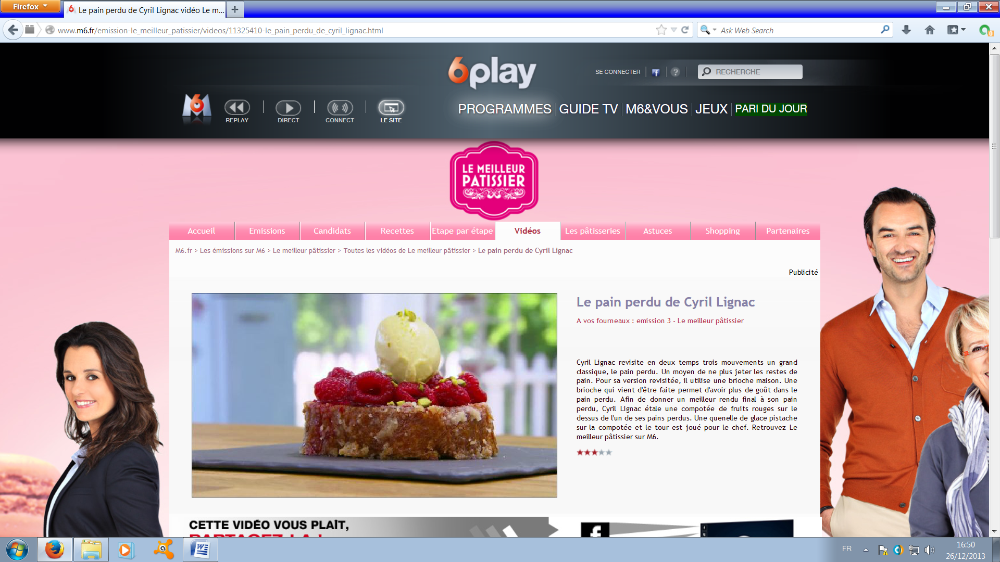 Firefox
Le pain perdu de Cyril Lignac vidéo Le m...
www.m6.fr/emission-le_meilleur_patissier/videos/11325410-le_pain_perdu_de_cyril_lignac.html
Ask Web Search
0
6play
SE CONNECTER
f
?
RECHERCHE
M6
REPLAY
DIRECT
CONNECT
LE SITE
PROGRAMMES
GUIDE TV
M6&VOUS
JEUX
PARI DU JOUR
LE MEILLEUR
PATISSIER
Accueil
Emissions
Candidats
Recettes
Etape par étape
Vidéos
Les pâtisseries
Astuces
Shopping
Partenaires
M6.fr > Les émissions sur M6 > Le meilleur pâtissier > Toutes les vidéos de Le meilleur pâtissier > Le pain perdu de Cyril Lignac
Publicité
Le pain perdu de Cyril Lignac
A vos fourneaux : emission 3 - Le meilleur pâtissier
Cyril Lignac revisite en deux temps trois mouvements un grand
classique, le pain perdu. Un moyen de ne plus jeter les restes de
pain. Pour sa version revisitée, il utilise une brioche maison. Une
brioche qui vient d'être faite permet d'avoir plus de goût dans le
pain perdu. Afin de donner un meilleur rendu final à son pain
perdu, Cyril Lignac étale une compotée de fruits rouges sur le
dessus de l'un de ses pains perdus. Une quenelle de glace pistache
sur la compotée et le tour est joué pour le chef. Retrouvez Le
meilleur pâtissier sur M6.
CETTE VIDÉO VOUS PLAÎT,
PARTAGEZ-LA !
f
FR
16:50
26/12/2013